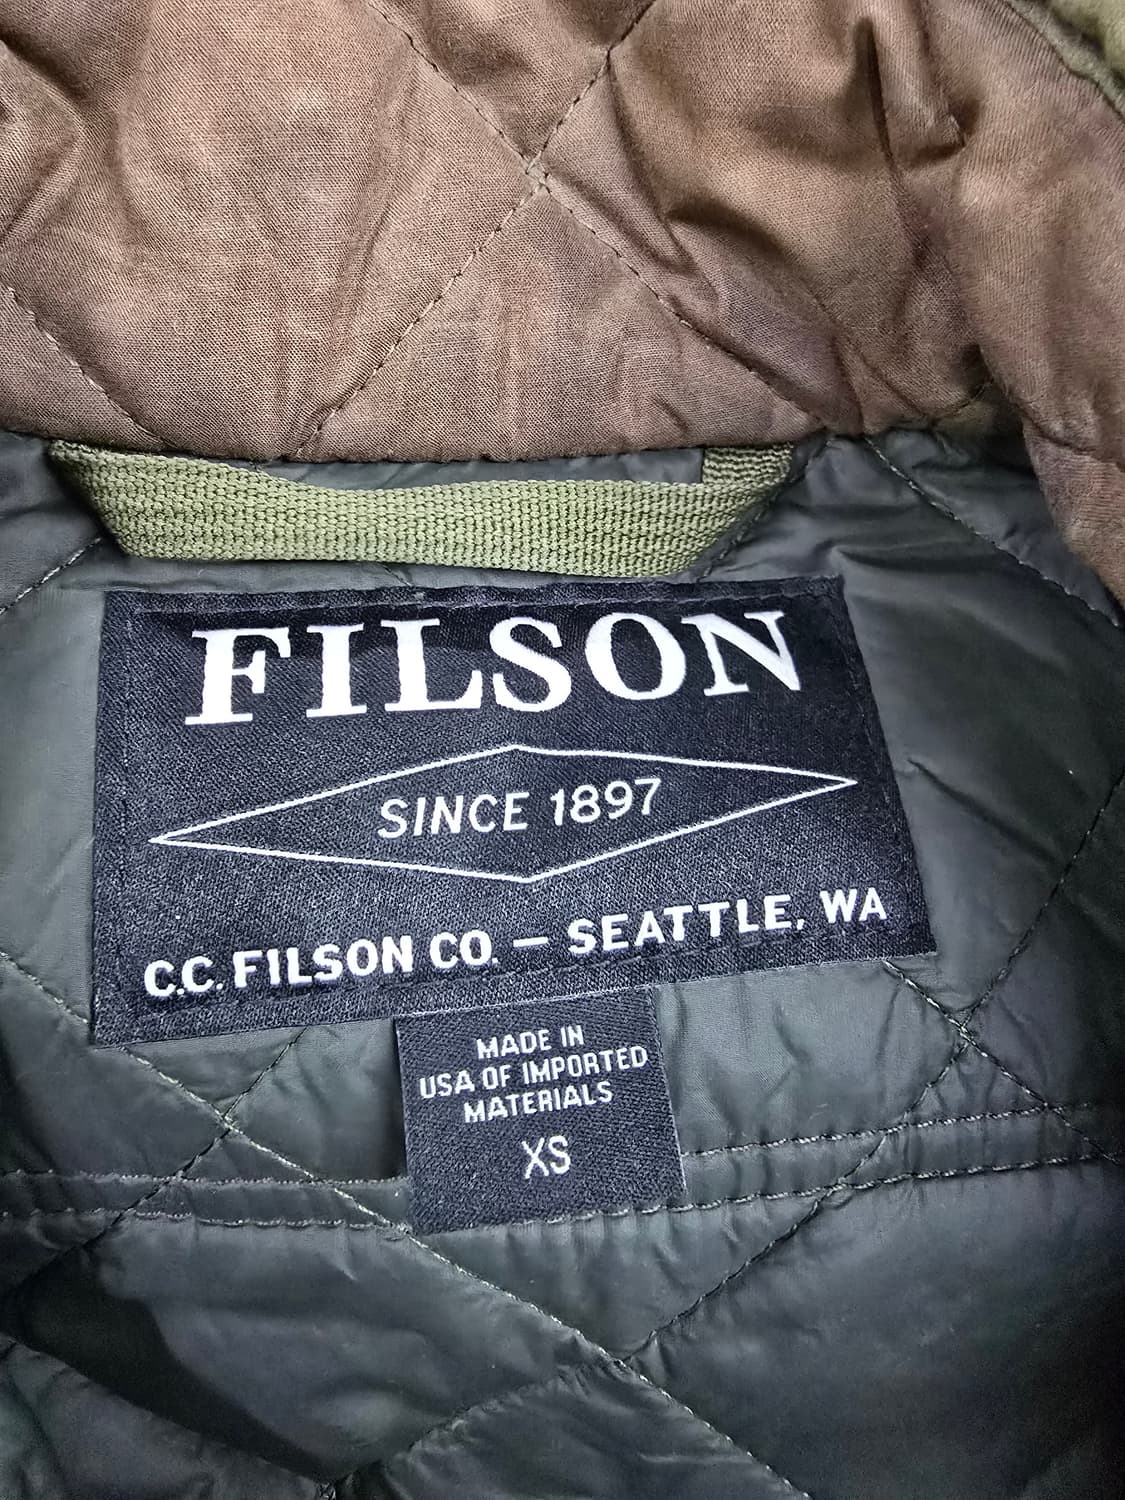 FILSON
SINCE 1897
C.C. FILSON CO. — SEATTLE, WA
MADE IN
USA OF IMPORTED
MATERIALS
XS